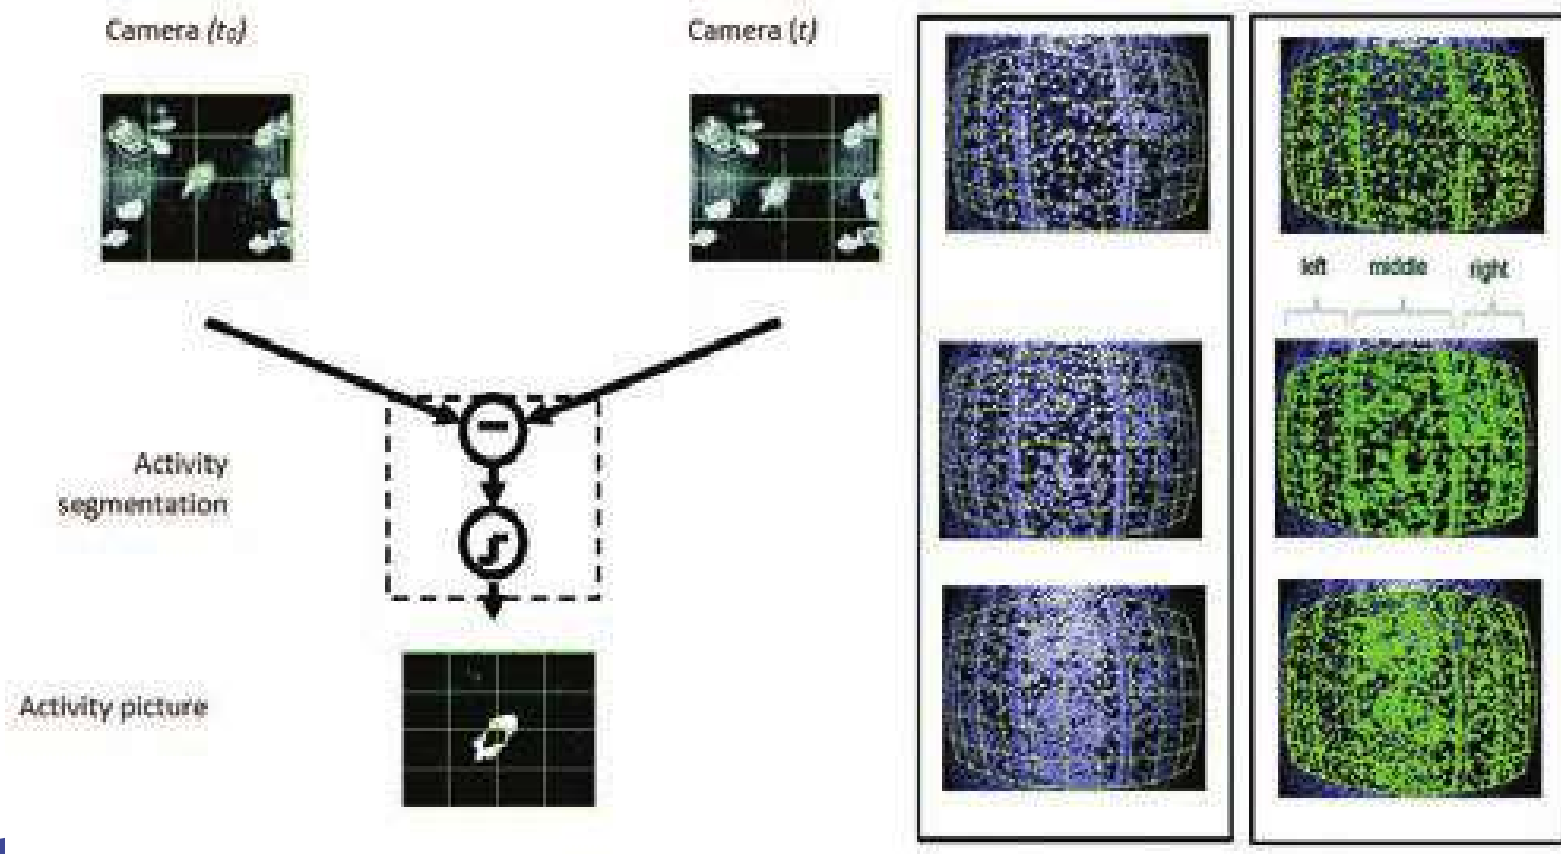 Camera (t₀)
Camera (t)
left middle right
Activity
segmentation
Activity picture